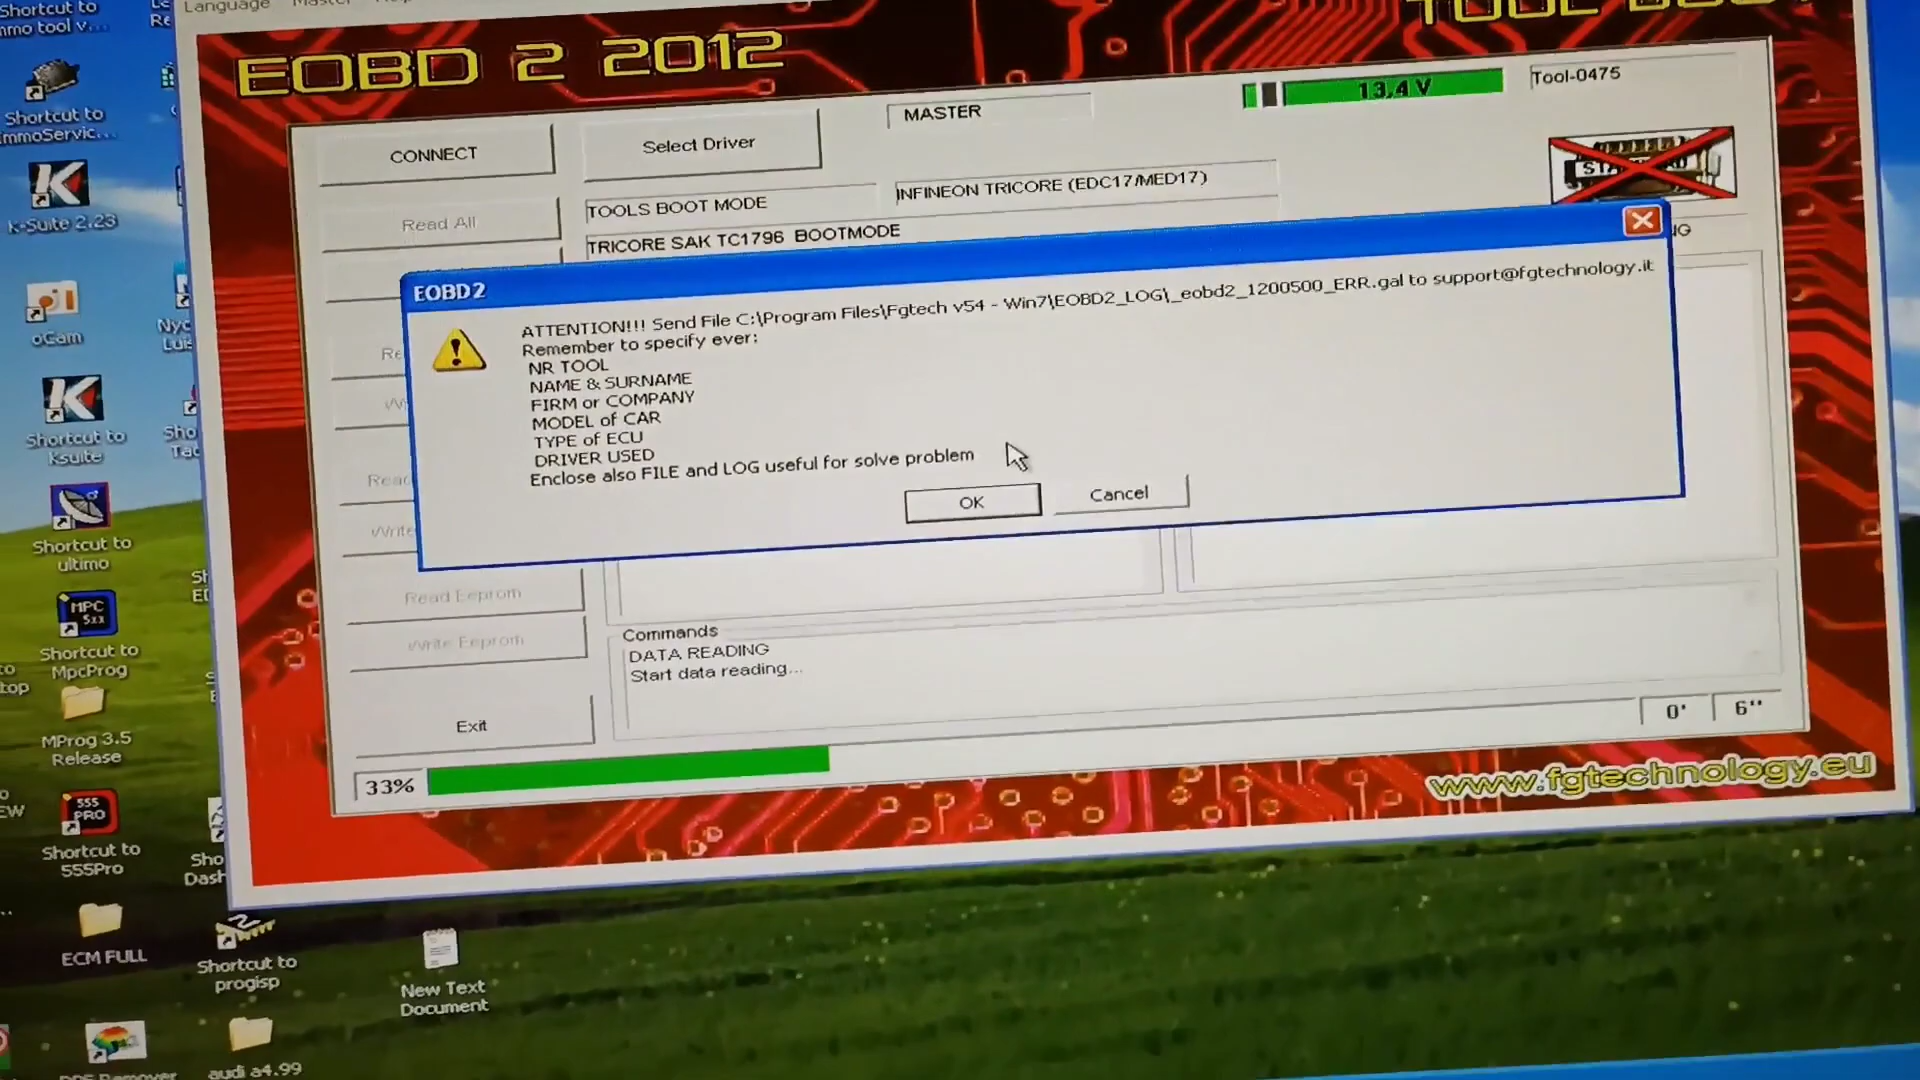 Shortcut to
Language
EOBD 2 2012
13,4 V
Tool-0475
MASTER
CONNECT
Select Driver
Shortcut to
ImmoServic...
Read All
TOOLS BOOT MODE
INFINEON TRICORE (EDC17/MED17)
TRICORE SAK TC1796 BOOTMODE
k-Suite 2.23
EOBD2
ATTENTION!!! Send File C:\Program Files\Fgtech v54 - Win7\EOBD2_LOG\_eobd2_1200500_ERR.gal to support@fgtechnology.it
Remember to specify ever:
NR TOOL
NAME & SURNAME
FIRM or COMPANY
MODEL of CAR
TYPE of ECU
DRIVER USED
Enclose also FILE and LOG useful for solve problem
OK
Cancel
oCam
Shortcut to
Ksuite
Shortcut to
ultimo
MPC
5xx
Shortcut to
MpcProg
Read Eeprom
Write Eeprom
Commands
DATA READING
Start data reading...
Exit
0' 6''
33%
www.fgtechnology.eu
MProg 3.5
Release
555
PRO
Shortcut to
555Pro
ECM FULL
Shortcut to
progisp
New Text
Document
audi a4.99